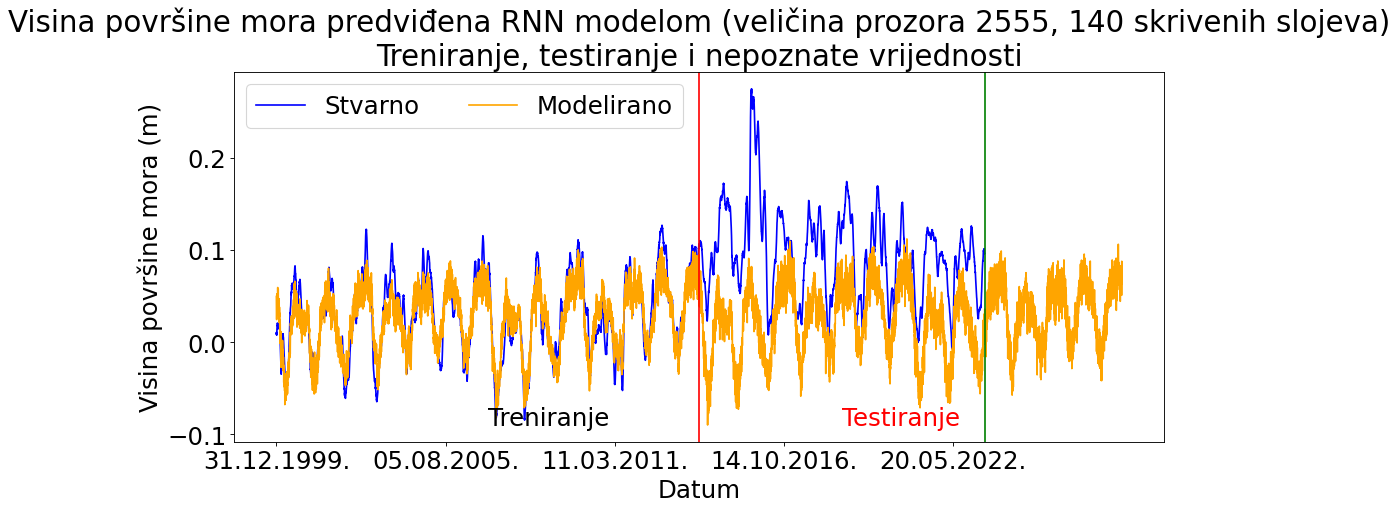 Visina površine mora predviđena RNN modelom (veličina prozora 2555, 140 skrivenih slojeva)
Treniranje, testiranje i nepoznate vrijednosti
Stvarno
Modelirano
Visina površine mora (m)
0.2
0.1
0.0
−0.1
Treniranje
Testiranje
31.12.1999.
05.08.2005.
11.03.2011.
14.10.2016.
20.05.2022.
Datum